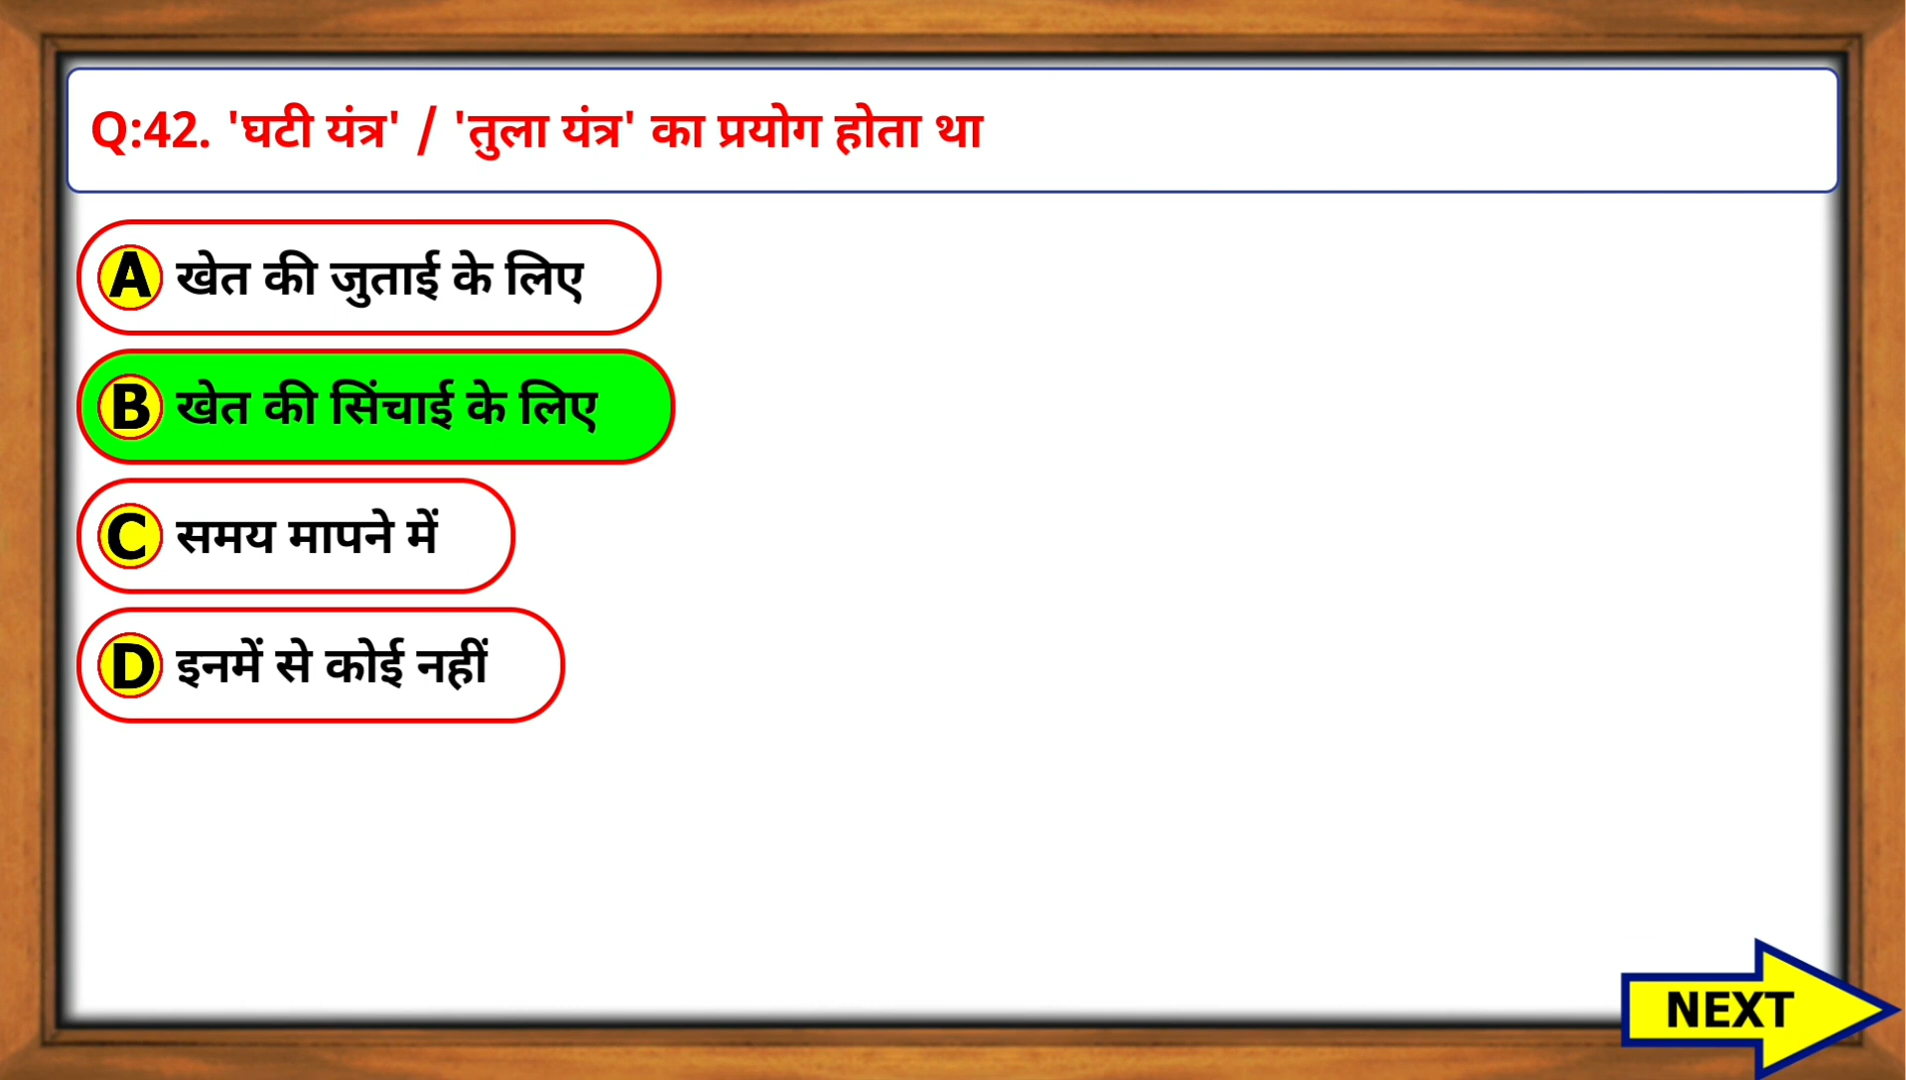 Q:42. 'घटी यंत्र' / 'तुला यंत्र' का प्रयोग होता था
A खेत की जुताई के लिए
B खेत की सिंचाई के लिए
C समय मापने में
D इनमें से कोई नहीं
NEXT